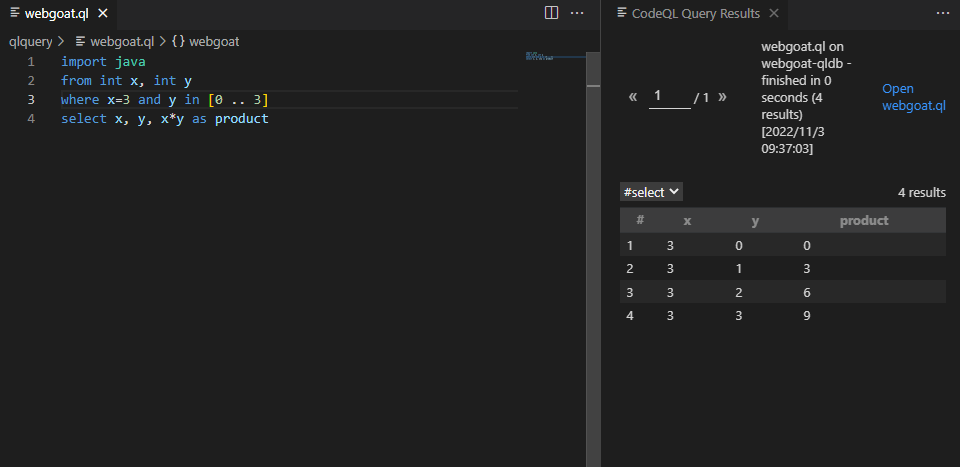 webgoat.ql
qlquery > webgoat.ql > {} webgoat
1 import java
2 from int x, int y
3 where x=3 and y in [0 .. 3]
4 select x, y, x*y as product
CodeQL Query Results
« 1 / 1 »
webgoat.ql on
webgoat-qldb -
finished in 0
seconds (4
results)
[2022/11/3
09:37:03]
Open
webgoat.ql
#select
4 results
# x y product
1 3 0 0
2 3 1 3
3 3 2 6
4 3 3 9